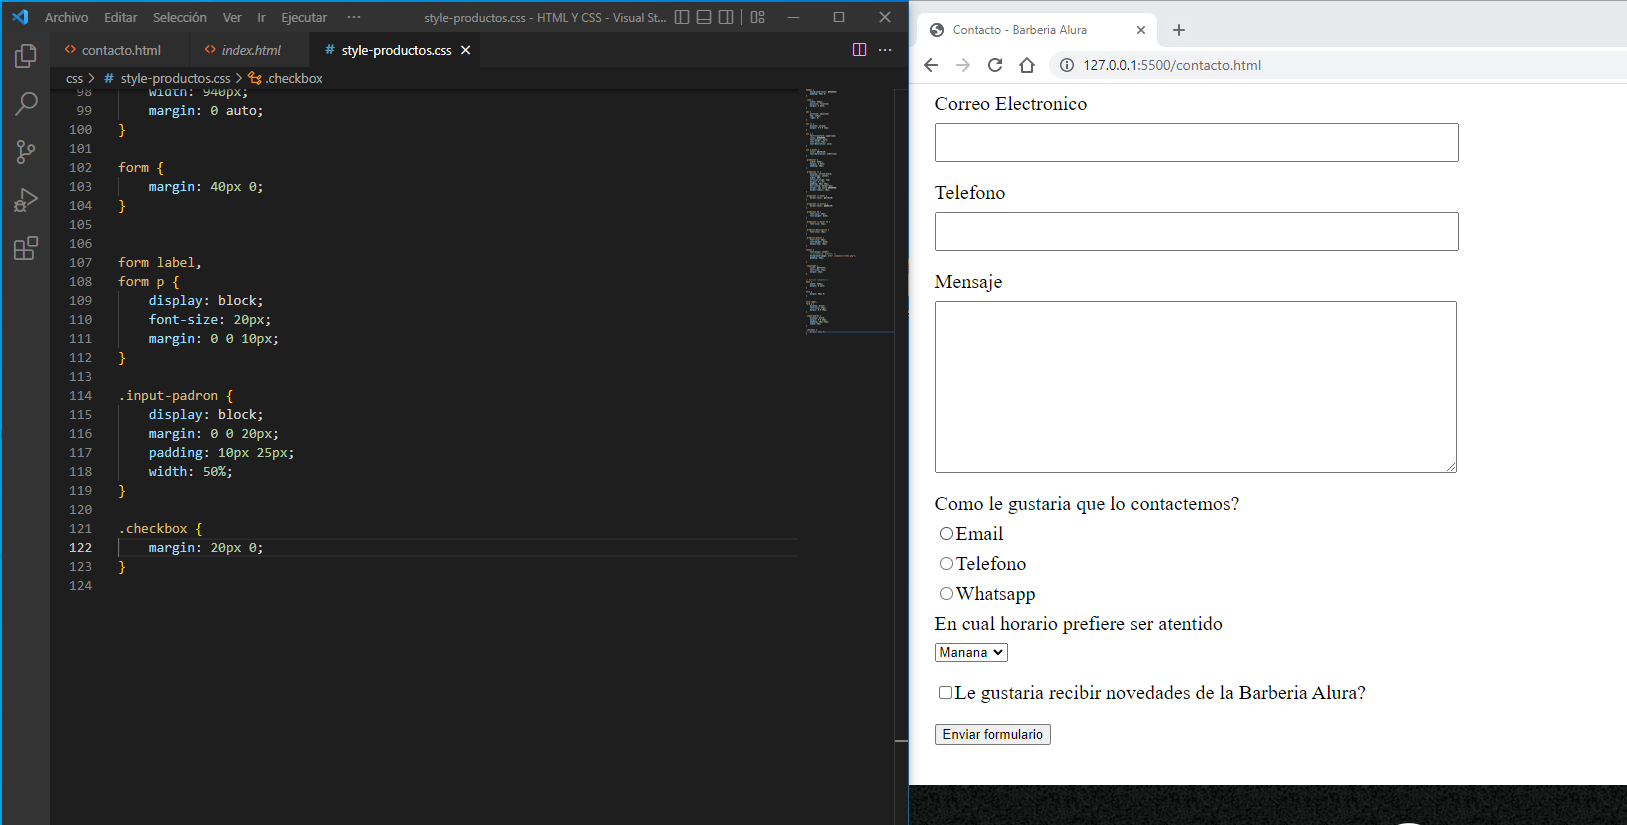 Archivo Editar Selección Ver Ir Ejecutar ··· style-productos.css - HTML Y CSS - Visual St...
contacto.html index.html # style-productos.css
css > # style-productos.css > .checkbox
98 width: 940px;
99 margin: 0 auto;
100 }
101
102 form {
103 margin: 40px 0;
104 }
105
106
107 form label,
108 form p {
109 display: block;
110 font-size: 20px;
111 margin: 0 0 10px;
112 }
113
114 .input-padron {
115 display: block;
116 margin: 0 0 20px;
117 padding: 10px 25px;
118 width: 50%;
119 }
120
121 .checkbox {
122 margin: 20px 0;
123 }
124
Contacto - Barberia Alura
127.0.0.1:5500/contacto.html
Correo Electronico
Telefono
Mensaje
Como le gustaria que lo contactemos?
Email
Telefono
Whatsapp
En cual horario prefiere ser atentido
Manana
Le gustaria recibir novedades de la Barberia Alura?
Enviar formulario